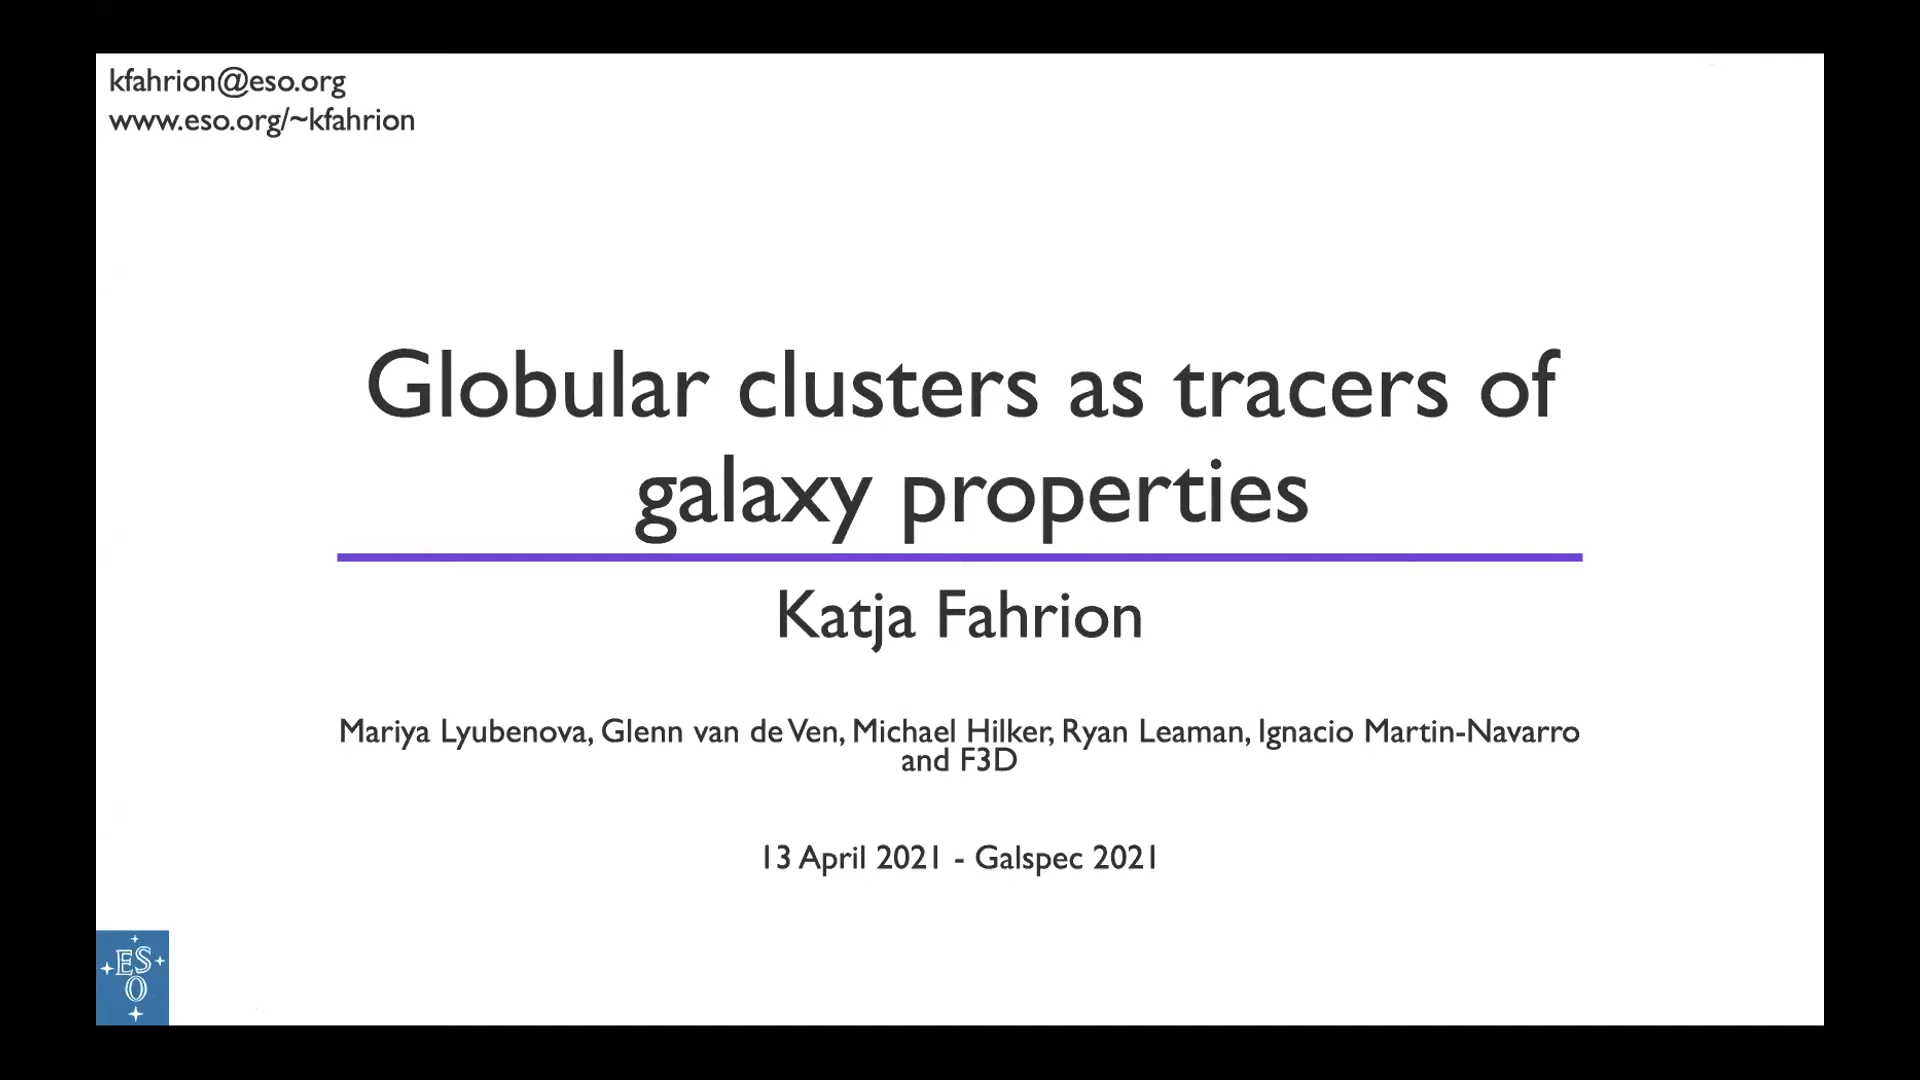 kfahrion@eso.org
www.eso.org/~kfahrion
Globular clusters as tracers of
galaxy properties
Katja Fahrion
Mariya Lyubenova, Glenn van de Ven, Michael Hilker, Ryan Leaman, Ignacio Martin-Navarro
and F3D
13 April 2021 - Galspec 2021
ES
O